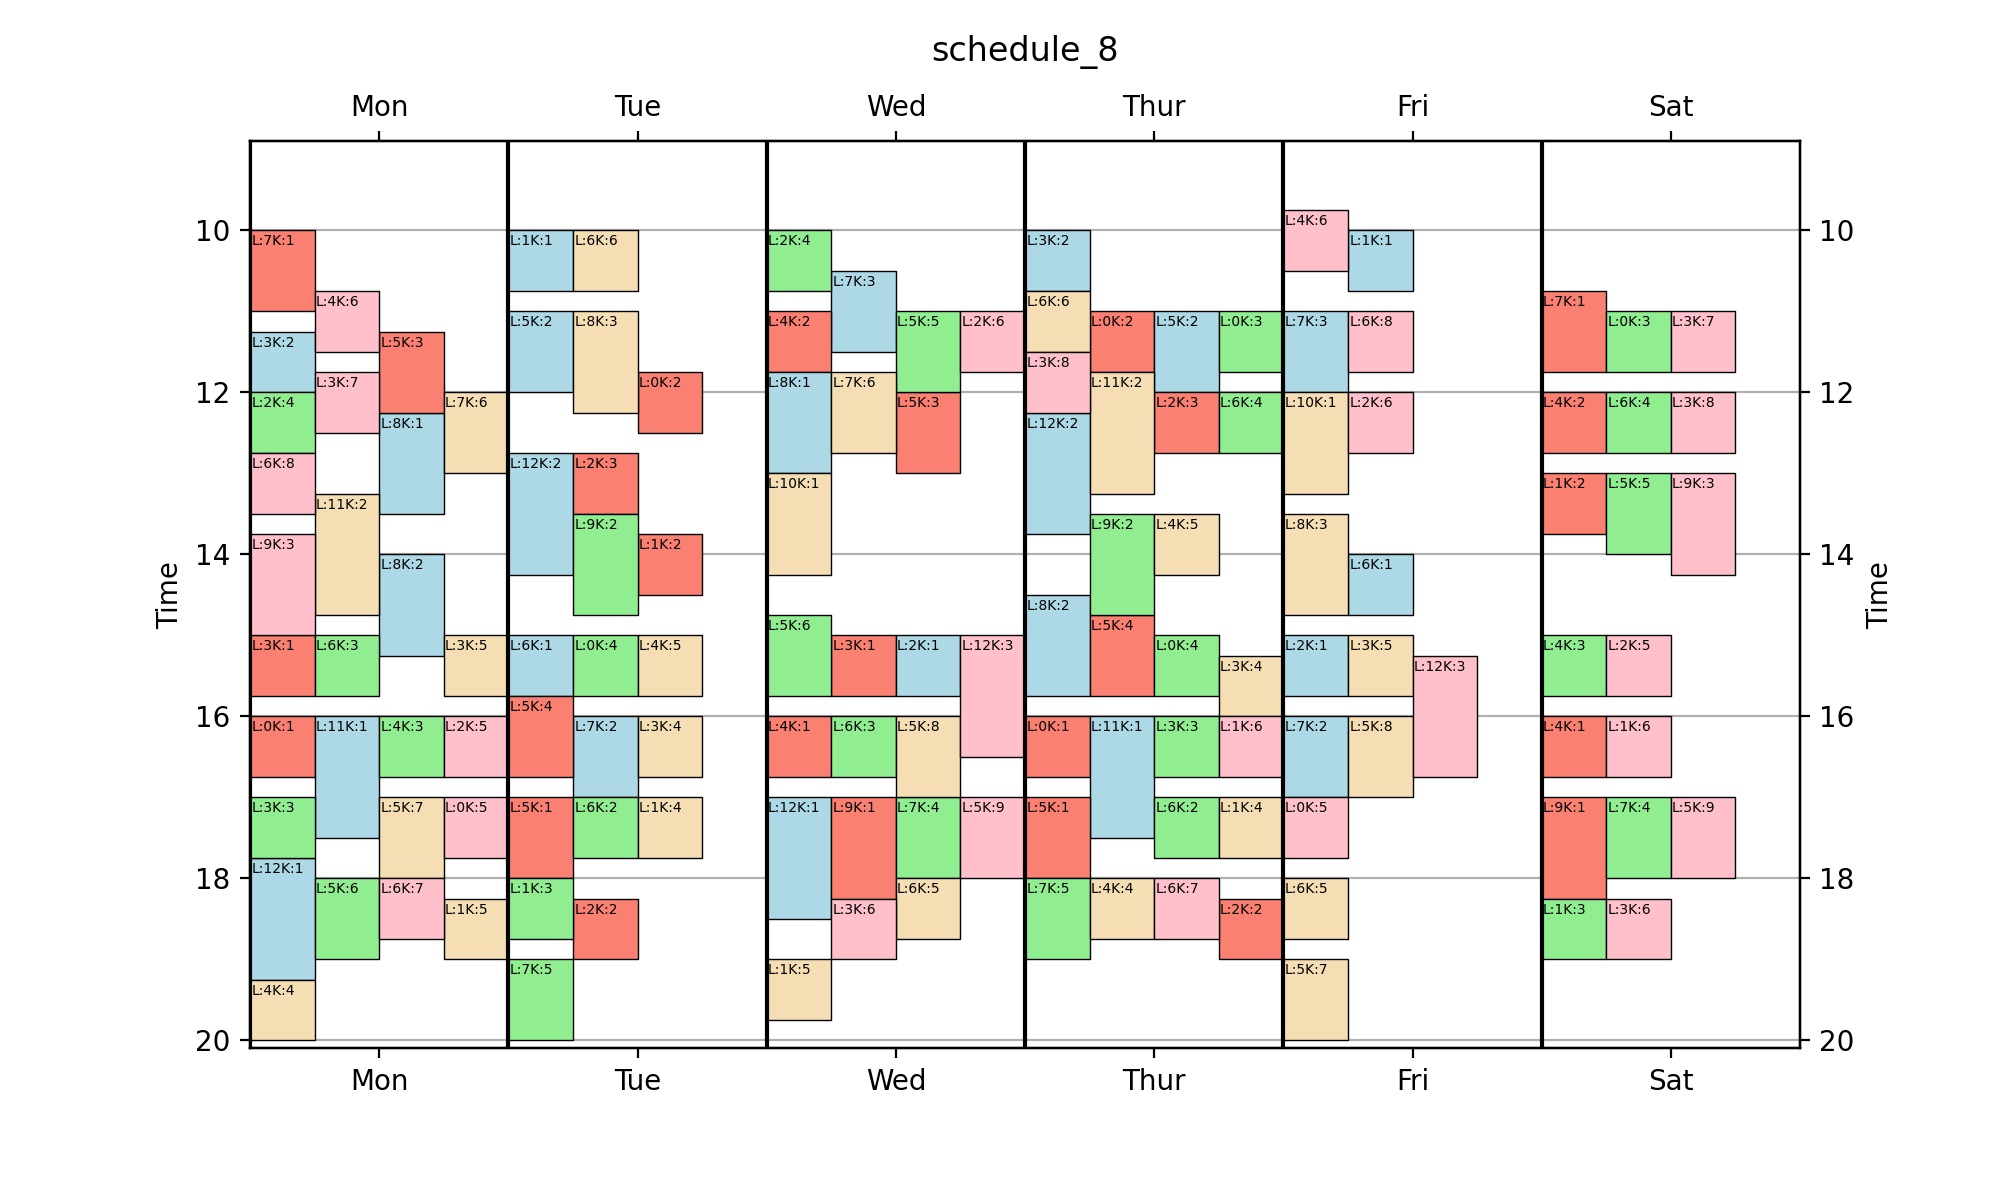 schedule_8
Mon Tue Wed Thur Fri Sat
Time
Time
10
12
14
16
18
20
10
12
14
16
18
20
L:7K:1
L:4K:6
L:3K:2
L:5K:3
L:3K:7
L:2K:4
L:7K:6
L:8K:1
L:6K:8
L:11K:2
L:9K:3
L:8K:2
L:3K:1
L:6K:3
L:3K:5
L:0K:1
L:11K:1
L:4K:3
L:2K:5
L:3K:3
L:5K:7
L:0K:5
L:12K:1
L:5K:6
L:6K:7
L:1K:5
L:4K:4
L:1K:1
L:6K:6
L:5K:2
L:8K:3
L:0K:2
L:12K:2
L:2K:3
L:9K:2
L:1K:2
L:6K:1
L:0K:4
L:4K:5
L:5K:4
L:7K:2
L:3K:4
L:5K:1
L:6K:2
L:1K:4
L:1K:3
L:2K:2
L:7K:5
L:2K:4
L:7K:3
L:4K:2
L:5K:5
L:2K:6
L:8K:1
L:7K:6
L:5K:3
L:10K:1
L:5K:6
L:3K:1
L:2K:1
L:12K:3
L:4K:1
L:6K:3
L:5K:8
L:12K:1
L:9K:1
L:7K:4
L:5K:9
L:6K:5
L:3K:6
L:1K:5
L:3K:2
L:6K:6
L:0K:2
L:5K:2
L:0K:3
L:3K:8
L:11K:2
L:2K:3
L:6K:4
L:12K:2
L:9K:2
L:4K:5
L:8K:2
L:5K:4
L:0K:4
L:3K:4
L:0K:1
L:11K:1
L:3K:3
L:1K:6
L:5K:1
L:6K:2
L:1K:4
L:7K:5
L:4K:4
L:6K:7
L:2K:2
L:4K:6
L:1K:1
L:7K:3
L:6K:8
L:10K:1
L:2K:6
L:8K:3
L:6K:1
L:2K:1
L:3K:5
L:12K:3
L:7K:2
L:5K:8
L:0K:5
L:6K:5
L:5K:7
L:7K:1
L:0K:3
L:3K:7
L:4K:2
L:6K:4
L:3K:8
L:1K:2
L:5K:5
L:9K:3
L:4K:3
L:2K:5
L:4K:1
L:1K:6
L:9K:1
L:7K:4
L:5K:9
L:1K:3
L:3K:6
Mon Tue Wed Thur Fri Sat